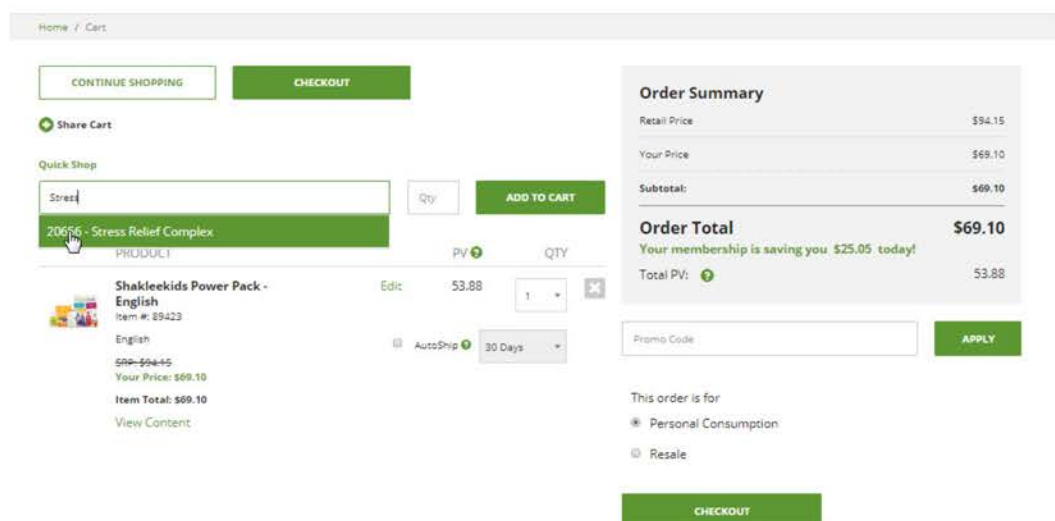 Home / Cart
CONTINUE SHOPPING
CHECKOUT
Share Cart
Quick Shop
Stress
Qty
ADD TO CART
20656 - Stress Relief Complex
PRODUCT
PV
QTY
Shakleekids Power Pack -
English
Item #: 89423
Edit
53.88
1
English
AutoShip
30 Days
SRP: $94.15
Your Price: $69.10
Item Total: $69.10
View Content
Order Summary
Retail Price $94.15
Your Price $69.10
Subtotal: $69.10
Order Total $69.10
Your membership is saving you $25.05 today!
Total PV: 53.88
Promo Code
APPLY
This order is for
Personal Consumption
Resale
CHECKOUT